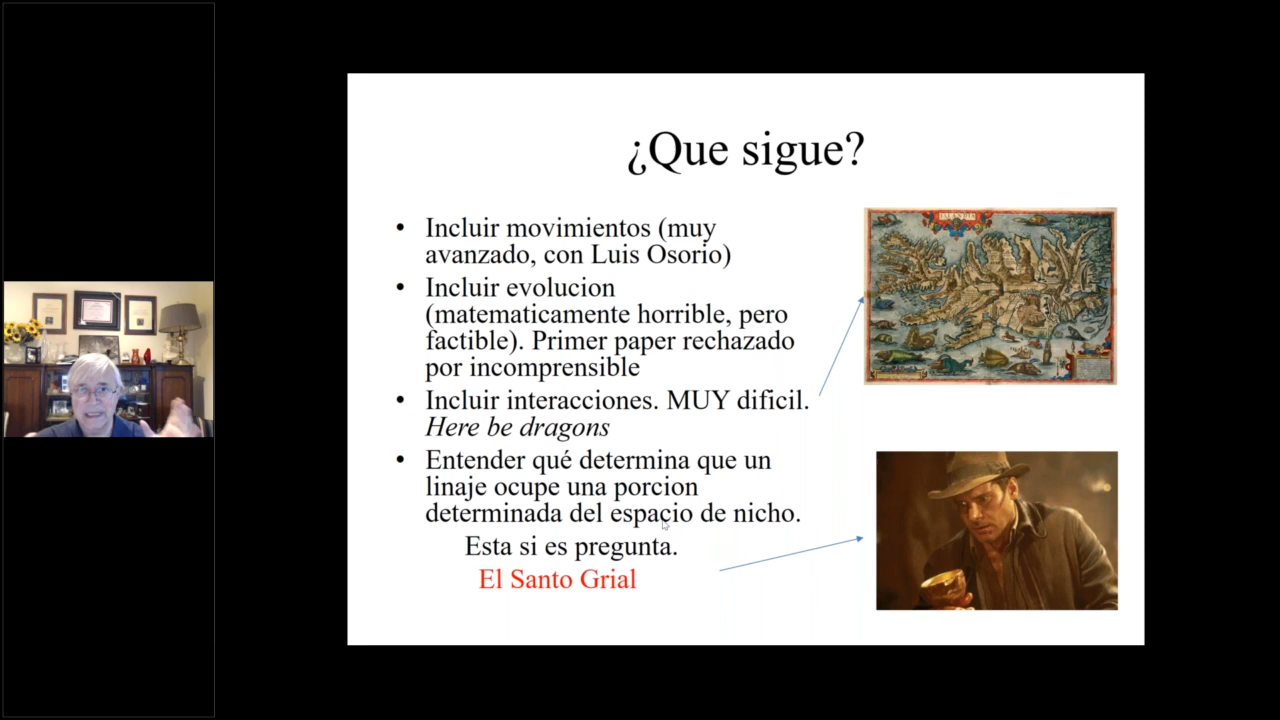 ¿Que sigue?
• Incluir movimientos (muy
avanzado, con Luis Osorio)
• Incluir evolucion
(matematicamente horrible, pero
factible). Primer paper rechazado
por incomprensible
• Incluir interacciones. MUY dificil.
Here be dragons
• Entender qué determina que un
linaje ocupe una porcion
determinada del espacio de nicho.
Esta si es pregunta.
El Santo Grial